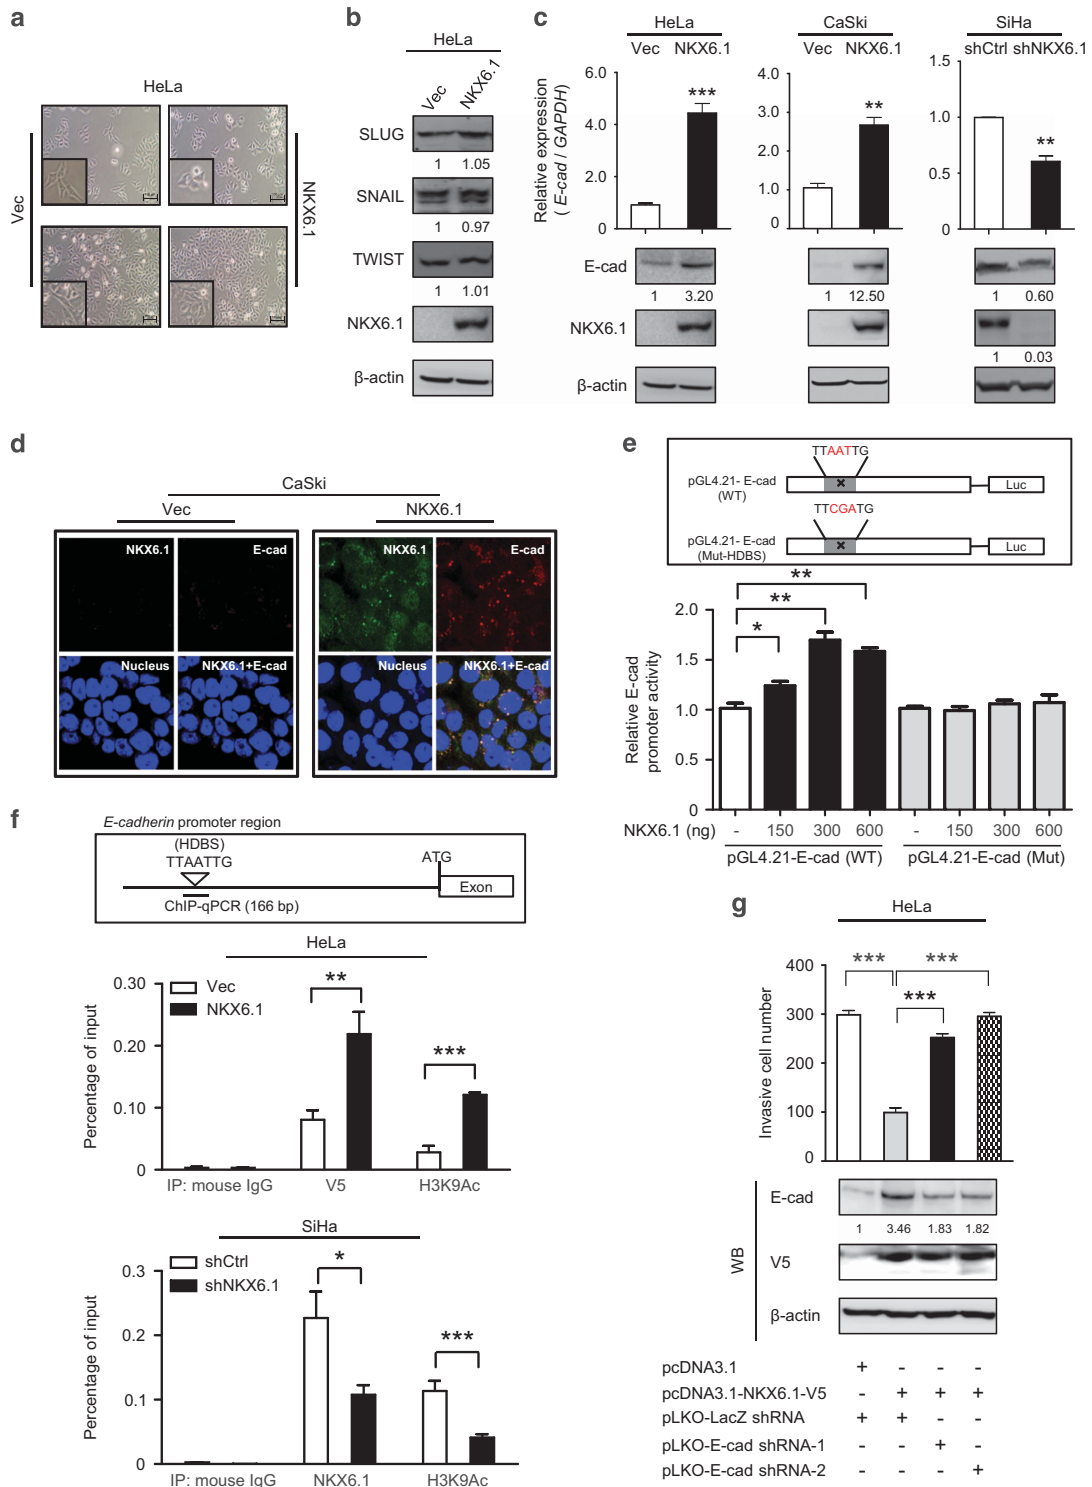 a
HeLa
Vec
NKX6.1
b
HeLa
Vec NKX6.1
SLUG
1 1.05
SNAIL
1 0.97
TWIST
1 1.01
NKX6.1
β-actin
c
HeLa
Vec NKX6.1
CaSki
Vec NKX6.1
SiHa
shCtrl shNKX6.1
Relative expression
( E-cad / GAPDH)
6.0
4.0
2.0
0
***
4.0
3.0
2.0
1.0
0
**
1.5
1.0
0.5
0
**
E-cad
1 3.20
1 12.50
1 0.60
NKX6.1
1 0.03
β-actin
d
CaSki
Vec
NKX6.1
NKX6.1
E-cad
Nucleus
NKX6.1+E-cad
NKX6.1
E-cad
Nucleus
NKX6.1+E-cad
e
TTAATTG
pGL4.21- E-cad
(WT)
×
Luc
TTCGATG
pGL4.21- E-cad
(Mut-HDBS)
×
Luc
Relative E-cad
promoter activity
2.0
1.5
1.0
0.5
0
*
**
**
NKX6.1 (ng) - 150 300 600 - 150 300 600
pGL4.21-E-cad (WT) pGL4.21-E-cad (Mut)
f
E-cadherin promoter region
(HDBS)
TTAATTG
ATG
Exon
ChIP-qPCR (166 bp)
HeLa
Percentage of input
0.30
0.20
0.10
0
Vec
NKX6.1
**
***
IP: mouse IgG V5 H3K9Ac
SiHa
Percentage of input
0.3
0.2
0.1
0
shCtrl
shNKX6.1
*
***
IP: mouse IgG NKX6.1 H3K9Ac
g
HeLa
Invasive cell number
400
300
200
100
0
*** ***
***
WB
E-cad
1 3.46 1.83 1.82
V5
β-actin
pcDNA3.1 + - - -
pcDNA3.1-NKX6.1-V5 - + + +
pLKO-LacZ shRNA + + - -
pLKO-E-cad shRNA-1 - - + -
pLKO-E-cad shRNA-2 - - - +